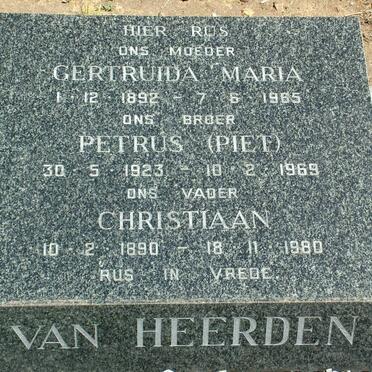 HIER RUS
ONS MOEDER
GERTRUIDA MARIA
1 · 12 · 1892 – 7 · 6 · 1965
ONS BROER
PETRUS (PIET)
30 · 5 · 1923 – 10 · 2 · 1969
ONS VADER
CHRISTIAAN
10 · 2 · 1890 – 18 · 11 · 1980
RUS IN VREDE.
VAN HEERDEN